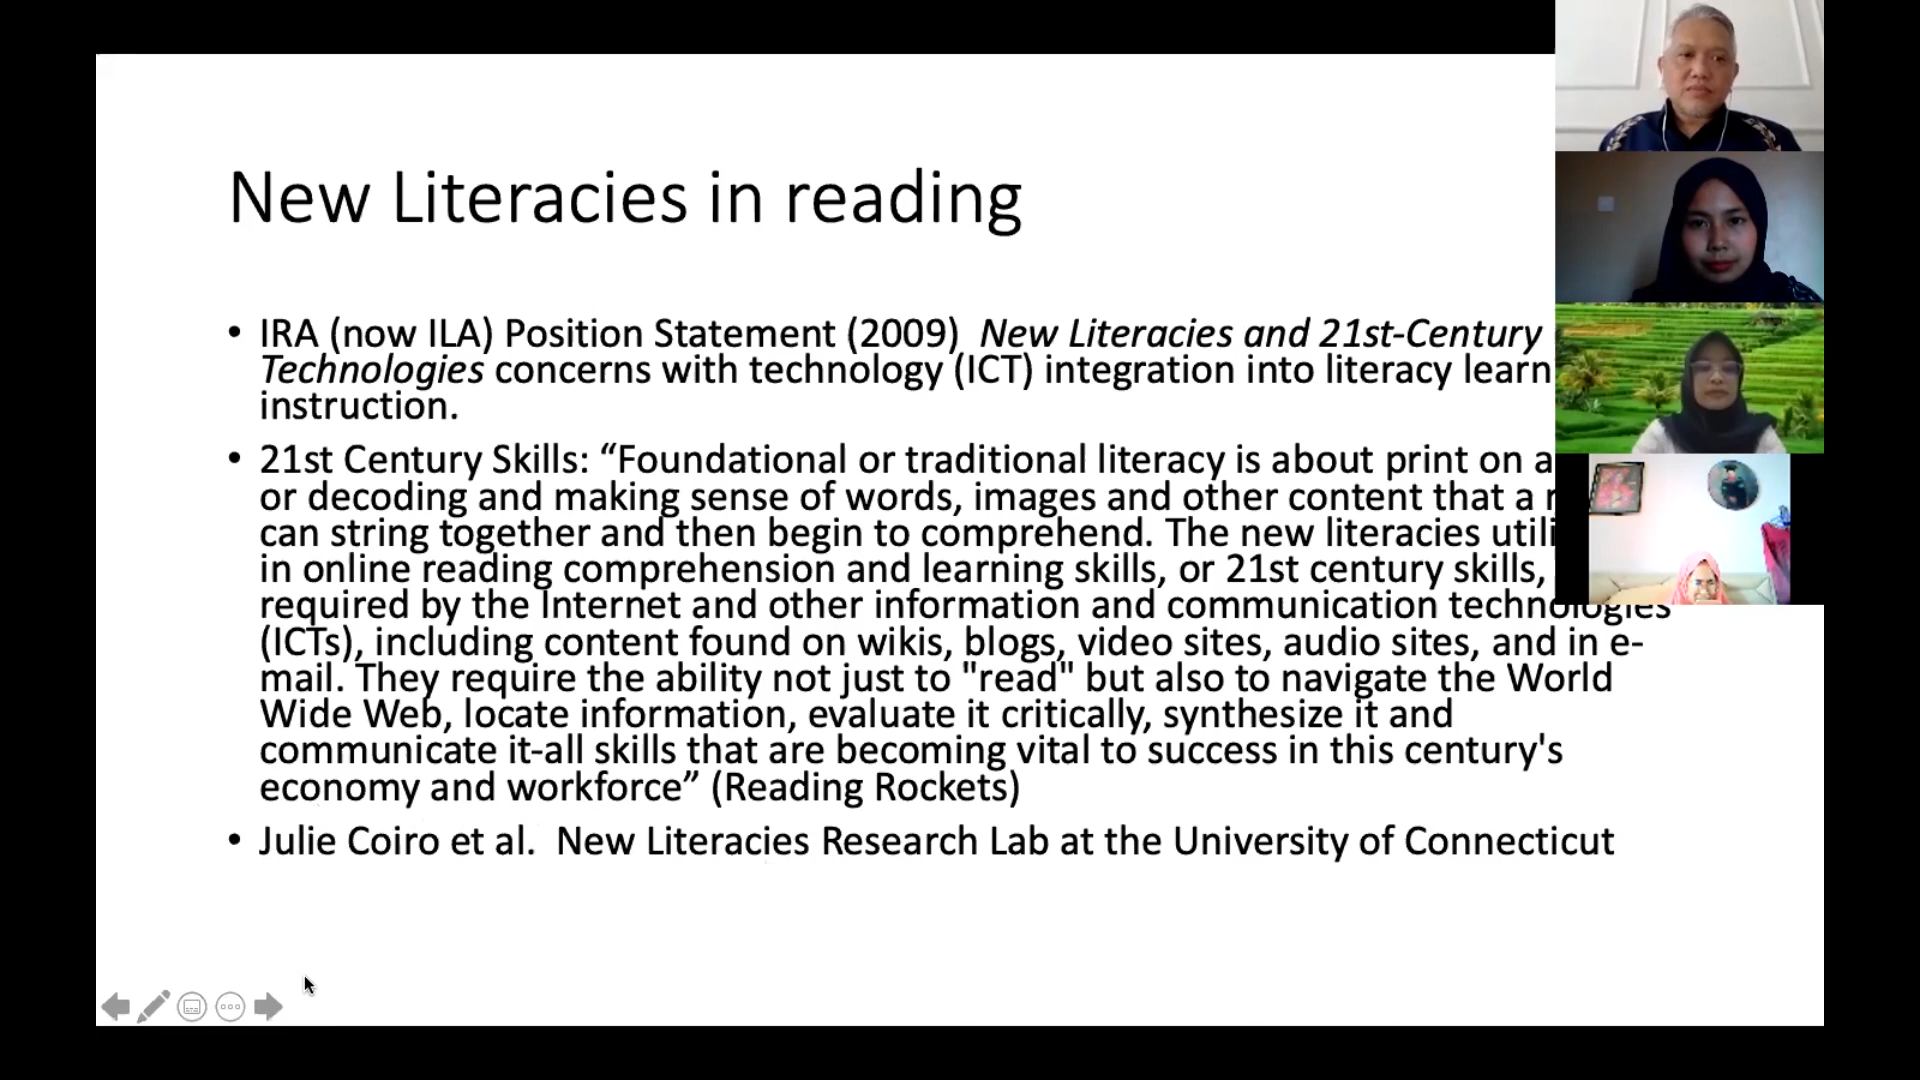 New Literacies in reading
• IRA (now ILA) Position Statement (2009) New Literacies and 21st-Century
Technologies concerns with technology (ICT) integration into literacy
instruction.
• 21st Century Skills: “Foundational or traditional literacy is about print on a
or decoding and making sense of words, images and other content that a
can string together and then begin to comprehend. The new literacies
in online reading comprehension and learning skills, or 21st century skills,
required by the Internet and other information and communication technologies
(ICTs), including content found on wikis, blogs, video sites, audio sites, and in e-
mail. They require the ability not just to "read" but also to navigate the World
Wide Web, locate information, evaluate it critically, synthesize it and
communicate it-all skills that are becoming vital to success in this century's
economy and workforce” (Reading Rockets)
• Julie Coiro et al. New Literacies Research Lab at the University of Connecticut